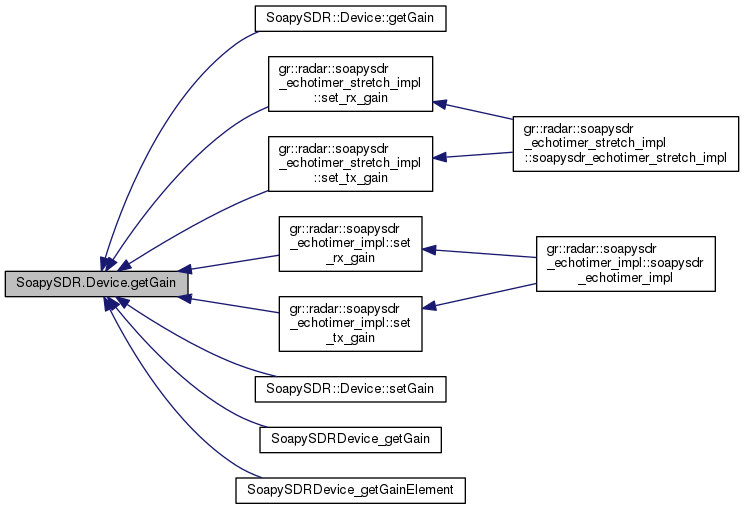 SoapySDR::Device::getGain
gr::radar::soapysdr
_echotimer_stretch_impl
::set_rx_gain
gr::radar::soapysdr
_echotimer_stretch_impl
::soapysdr_echotimer_stretch_impl
gr::radar::soapysdr
_echotimer_stretch_impl
::set_tx_gain
gr::radar::soapysdr
_echotimer_impl::set
_rx_gain
gr::radar::soapysdr
_echotimer_impl::soapysdr
_echotimer_impl
SoapySDR.Device.getGain
gr::radar::soapysdr
_echotimer_impl::set
_tx_gain
SoapySDR::Device::setGain
SoapySDRDevice_getGain
SoapySDRDevice_getGainElement